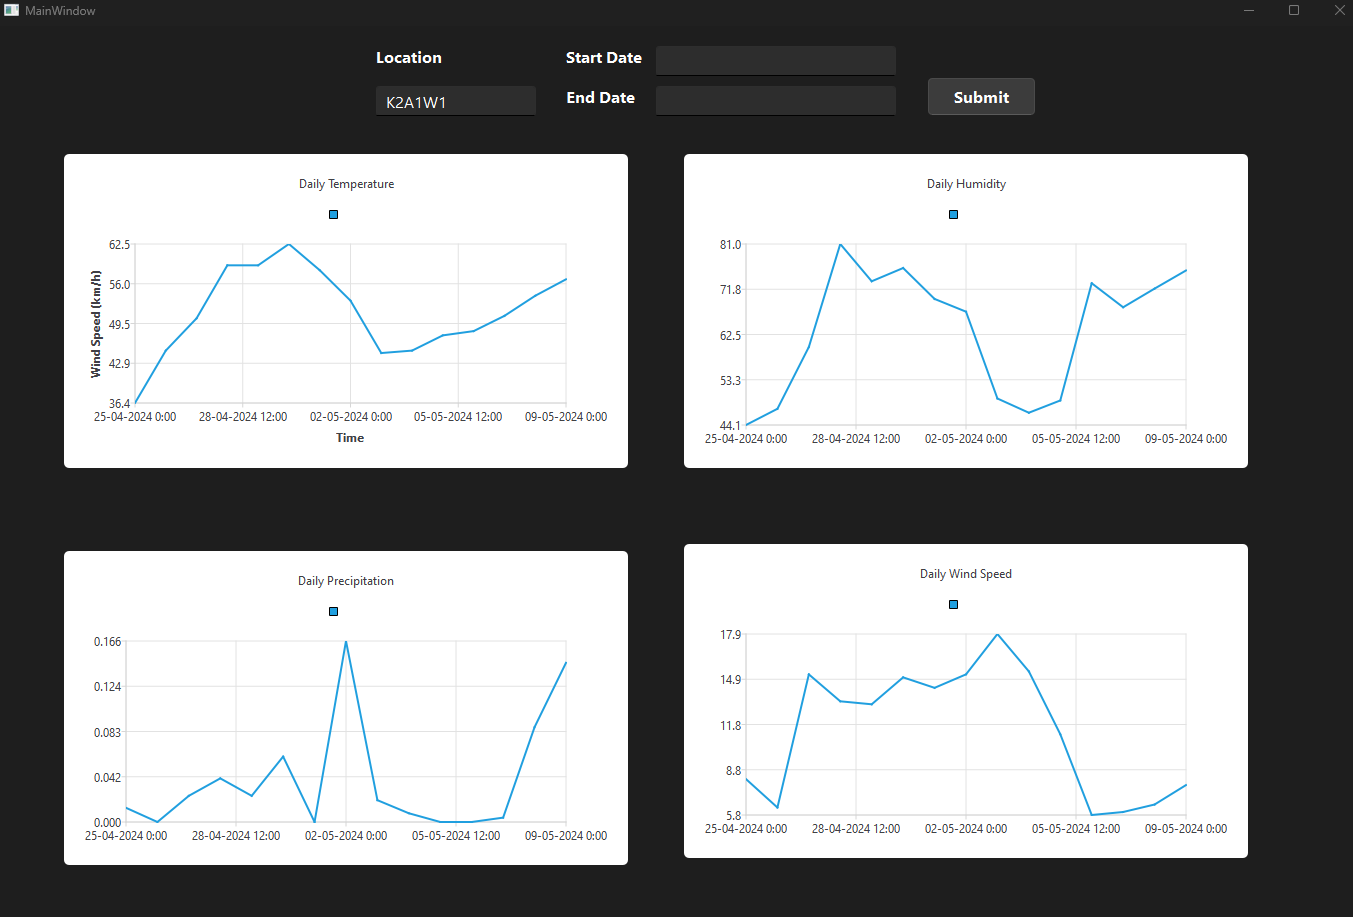 MainWindow
Location
Start Date
K2A1W1
End Date
Submit
Daily Temperature
62.5
56.0
49.5
42.9
36.4
Wind Speed (km/h)
25-04-2024 0:00 28-04-2024 12:00 02-05-2024 0:00 05-05-2024 12:00 09-05-2024 0:00
Time
Daily Humidity
81.0
71.8
62.5
53.3
44.1
25-04-2024 0:00 28-04-2024 12:00 02-05-2024 0:00 05-05-2024 12:00 09-05-2024 0:00
Daily Precipitation
0.166
0.124
0.083
0.042
0.000
25-04-2024 0:00 28-04-2024 12:00 02-05-2024 0:00 05-05-2024 12:00 09-05-2024 0:00
Daily Wind Speed
17.9
14.9
11.8
8.8
5.8
25-04-2024 0:00 28-04-2024 12:00 02-05-2024 0:00 05-05-2024 12:00 09-05-2024 0:00